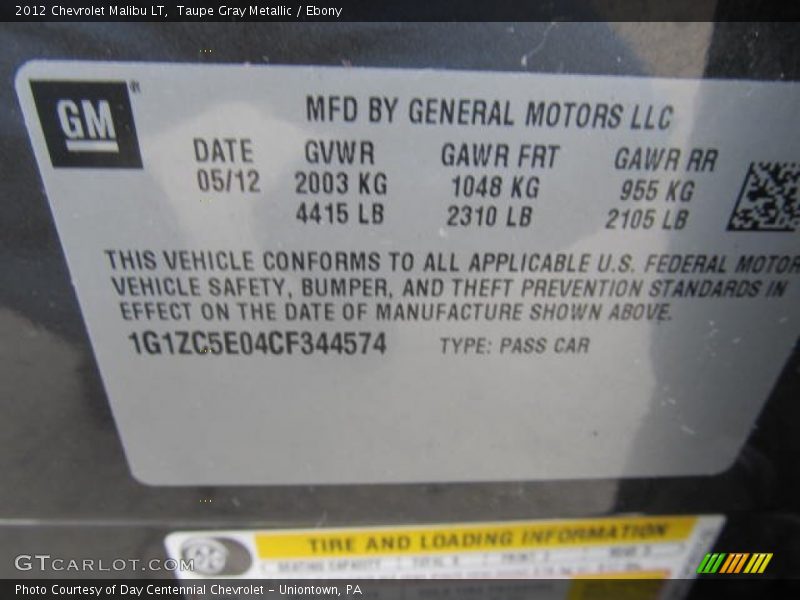 2012 Chevrolet Malibu LT, Taupe Gray Metallic / Ebony
GM
MFD BY GENERAL MOTORS LLC
DATE GVWR GAWR FRT GAWR RR
05/12 2003 KG 1048 KG 955 KG
4415 LB 2310 LB 2105 LB
THIS VEHICLE CONFORMS TO ALL APPLICABLE U.S. FEDERAL MOTOR
VEHICLE SAFETY, BUMPER, AND THEFT PREVENTION STANDARDS IN
EFFECT ON THE DATE OF MANUFACTURE SHOWN ABOVE.
1G1ZC5E04CF344574 TYPE: PASS CAR
TIRE AND LOADING INFORMATION
SEATING CAPACITY
GTCARLOT.COM
Photo Courtesy of Day Centennial Chevrolet - Uniontown, PA